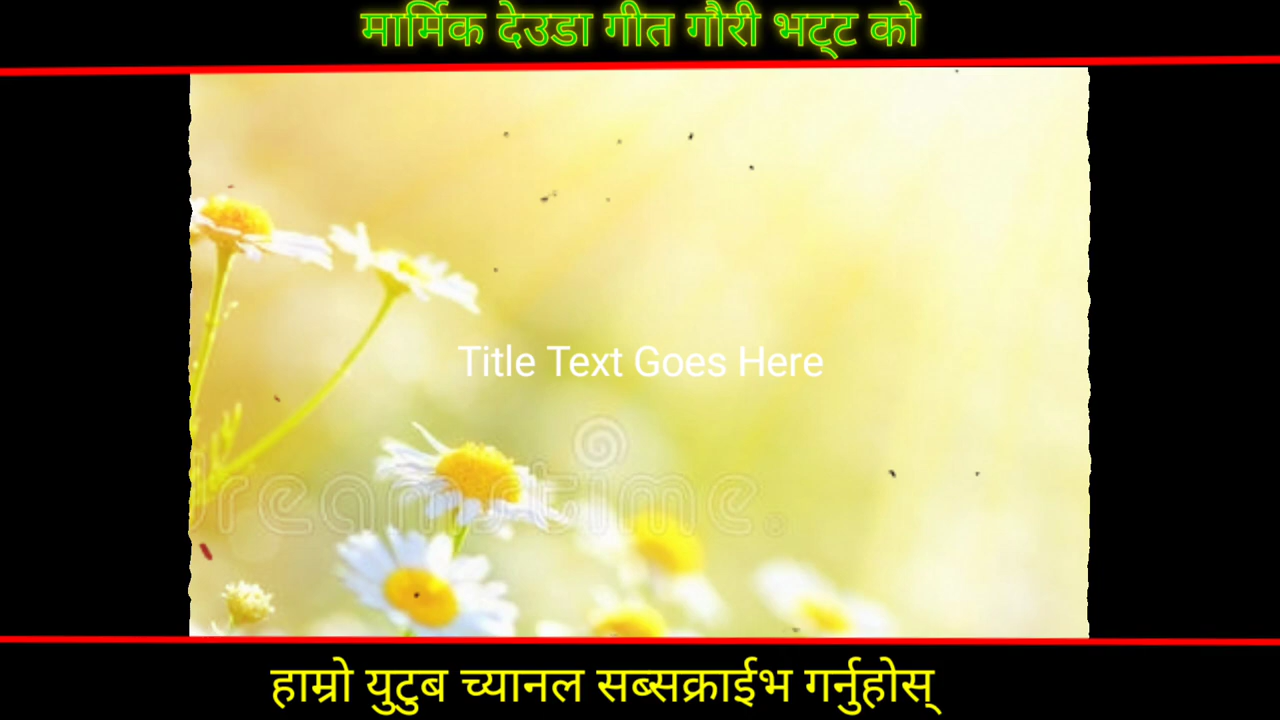 मार्मिक देउडा गीत गौरी भट्ट को
Title Text Goes Here
dreamstime.
हाम्रो युटुब च्यानल सब्सक्राईभ गर्नुहोस्